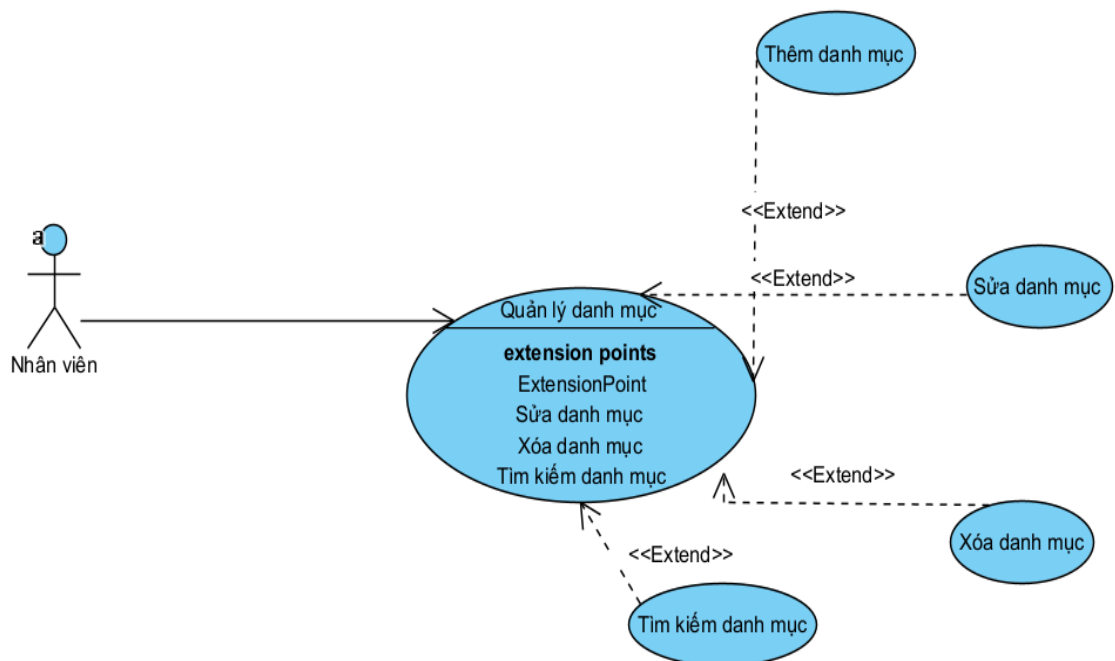 Thêm danh mục
<<Extend>>
<<Extend>>
Sửa danh mục
a
Nhân viên
Quản lý danh mục
extension points
ExtensionPoint
Sửa danh mục
Xóa danh mục
Tìm kiếm danh mục
<<Extend>>
Xóa danh mục
<<Extend>>
Tìm kiếm danh mục